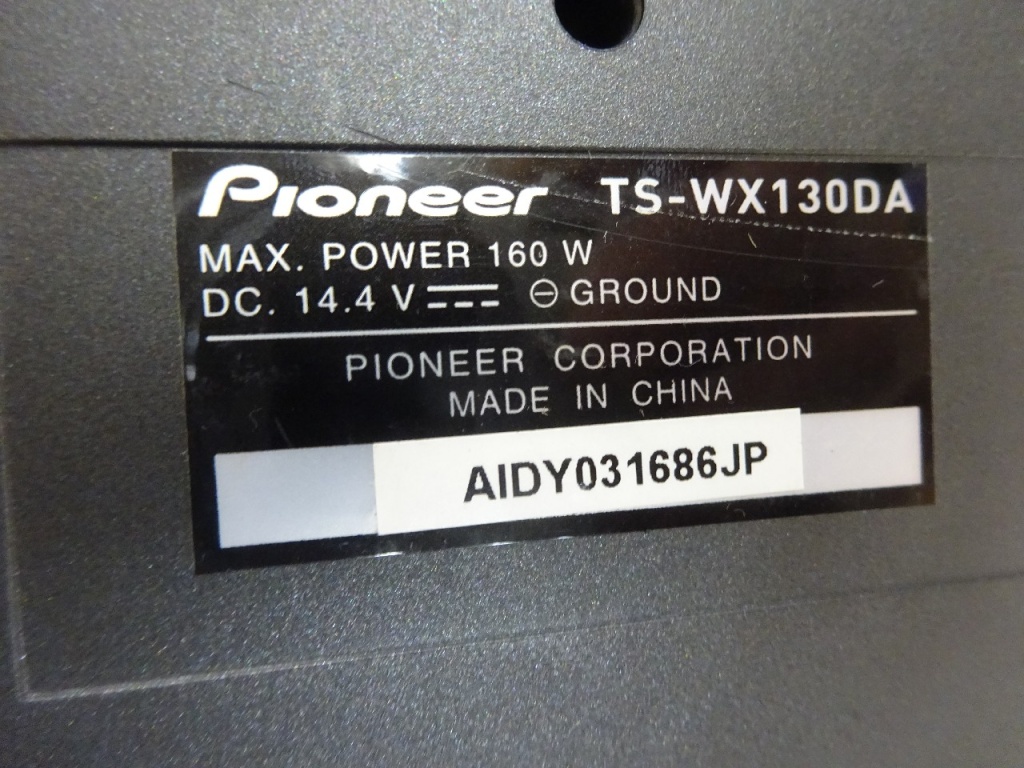 Pioneer TS-WX130DA
MAX. POWER 160 W
DC. 14.4 V ⎓ ⊖ GROUND
PIONEER CORPORATION
MADE IN CHINA
AIDY031686JP